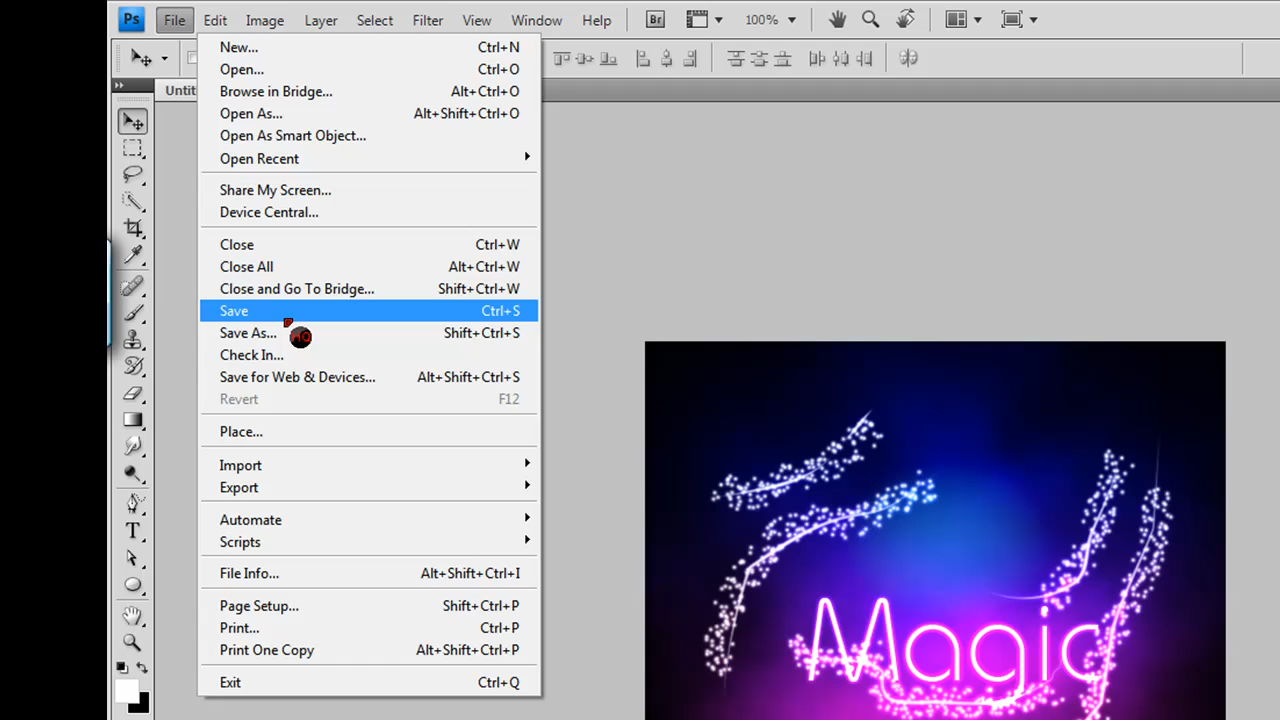 Ps File Edit Image Layer Select Filter View Window Help Br 100%
Untit
New... Ctrl+N
Open... Ctrl+O
Browse in Bridge... Alt+Ctrl+O
Open As... Alt+Shift+Ctrl+O
Open As Smart Object...
Open Recent
Share My Screen...
Device Central...
Close Ctrl+W
Close All Alt+Ctrl+W
Close and Go To Bridge... Shift+Ctrl+W
Save Ctrl+S
Save As... Shift+Ctrl+S
Check In...
Save for Web & Devices... Alt+Shift+Ctrl+S
Revert F12
Place...
Import
Export
Automate
Scripts
File Info... Alt+Shift+Ctrl+I
Page Setup... Shift+Ctrl+P
Print... Ctrl+P
Print One Copy Alt+Shift+Ctrl+P
Exit Ctrl+Q
Magic